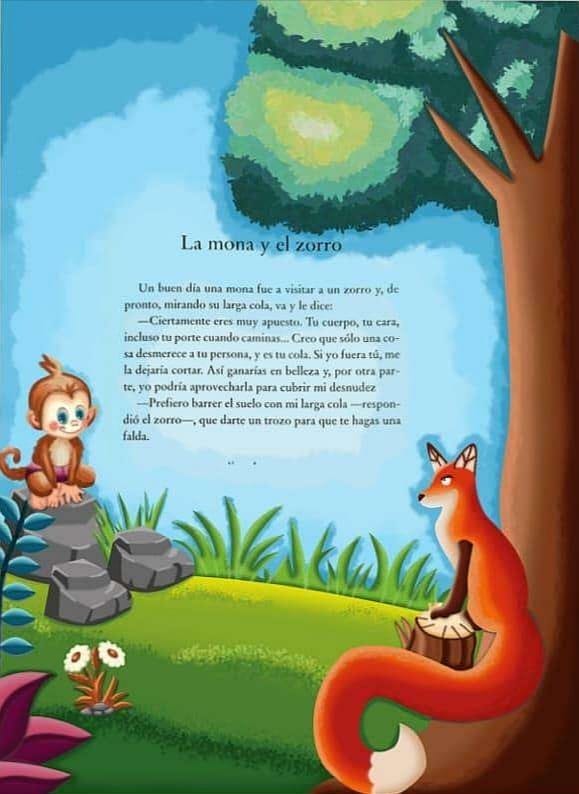 La mona y el zorro
Un buen día una mona fue a visitar a un zorro y, de
pronto, mirando su larga cola, va y le dice:
—Ciertamente eres muy apuesto. Tu cuerpo, tu cara,
incluso tu porte cuando caminas... Creo que sólo una co-
sa desmerece a tu persona, y es tu cola. Si yo fuera tú, me
la dejaría cortar. Así ganarías en belleza y, por otra par-
te, yo podría aprovecharla para cubrir mi desnudez
—Prefiero barrer el suelo con mi larga cola —respon-
dió el zorro—, que darte un trozo para que te hagas una
falda.